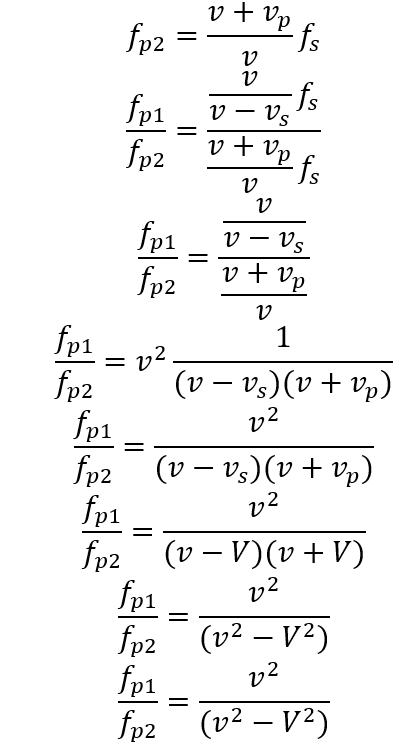 f_{p2} = \frac{v + v_p}{v} f_s
\frac{f_{p1}}{f_{p2}} = \frac{\frac{v}{v - v_s} f_s}{\frac{v + v_p}{v} f_s}
\frac{f_{p1}}{f_{p2}} = \frac{\frac{v}{v - v_s}}{\frac{v + v_p}{v}}
\frac{f_{p1}}{f_{p2}} = v^2 \frac{1}{(v - v_s)(v + v_p)}
\frac{f_{p1}}{f_{p2}} = \frac{v^2}{(v - v_s)(v + v_p)}
\frac{f_{p1}}{f_{p2}} = \frac{v^2}{(v - V)(v + V)}
\frac{f_{p1}}{f_{p2}} = \frac{v^2}{(v^2 - V^2)}
\frac{f_{p1}}{f_{p2}} = \frac{v^2}{(v^2 - V^2)}